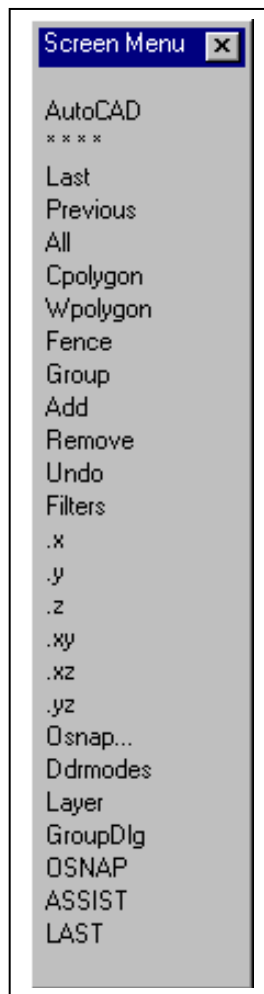 Screen Menu
AutoCAD
* * * *
Last
Previous
All
Cpolygon
Wpolygon
Fence
Group
Add
Remove
Undo
Filters
.x
.y
.z
.xy
.xz
.yz
Osnap...
Ddrmodes
Layer
GroupDlg
OSNAP
ASSIST
LAST